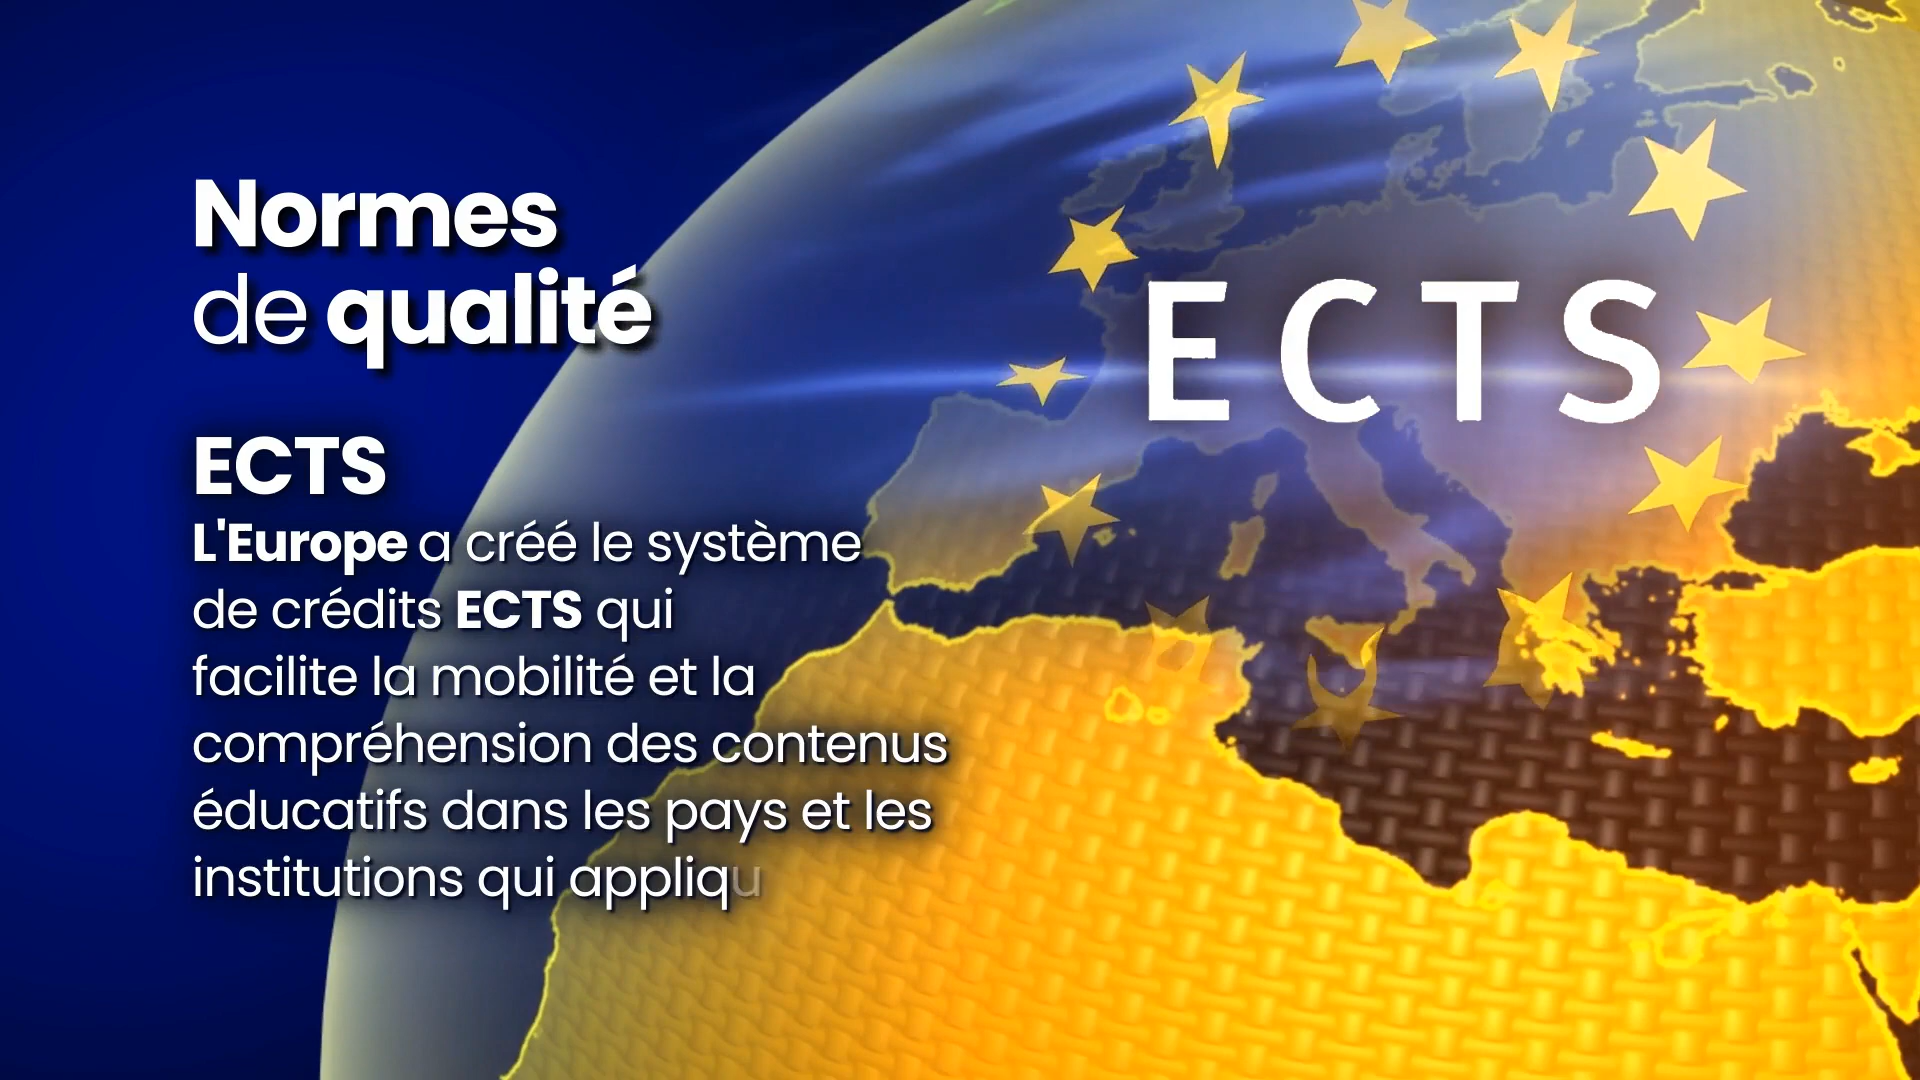 Normes
de qualité
ECTS
ECTS
L'Europe a créé le système
de crédits ECTS qui
facilite la mobilité et la
compréhension des contenus
éducatifs dans les pays et les
institutions qui appliqu